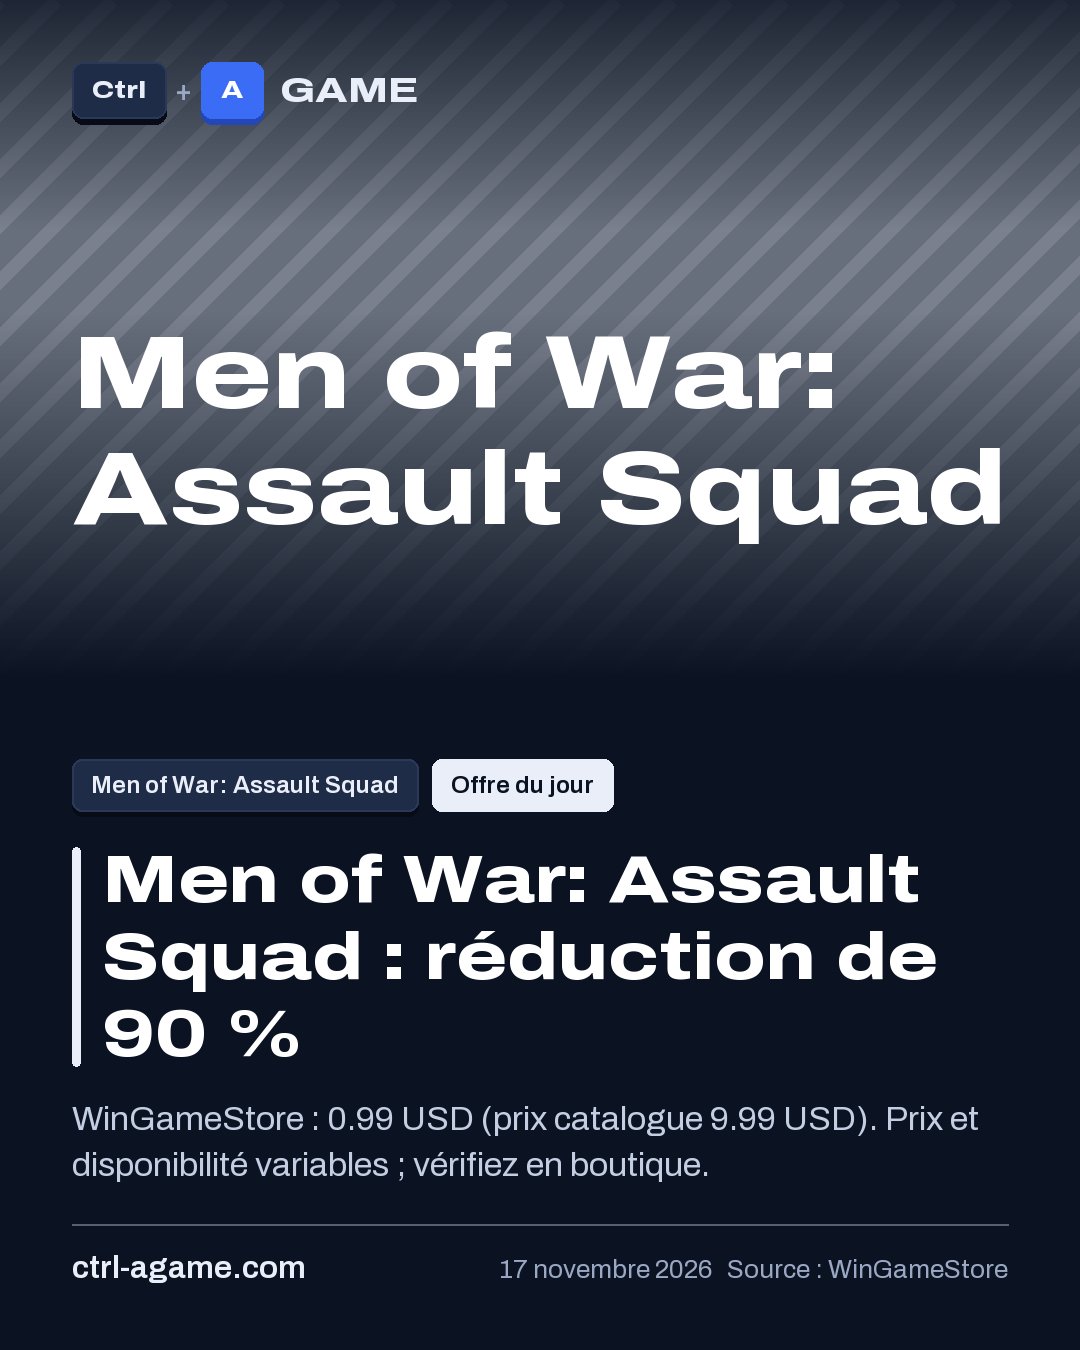 Ctrl + A GAME
Men of War:
Assault Squad
Men of War: Assault Squad Offre du jour
Men of War: Assault
Squad : réduction de
90 %
WinGameStore : 0.99 USD (prix catalogue 9.99 USD). Prix et
disponibilité variables ; vérifiez en boutique.
ctrl-agame.com 17 novembre 2026 Source : WinGameStore